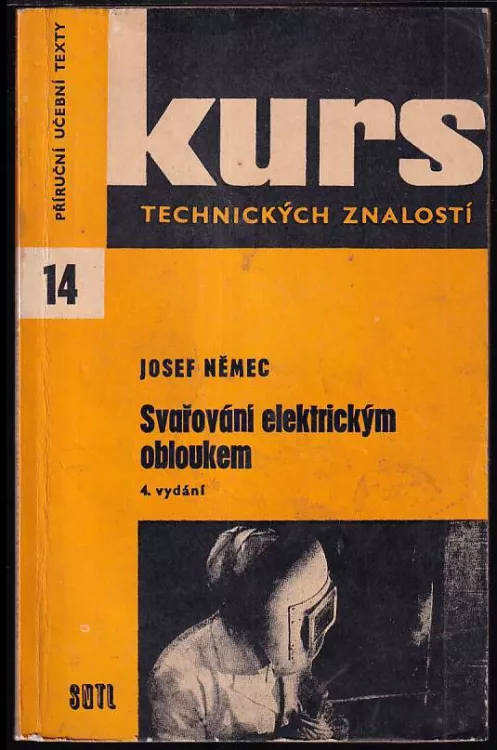 PŘÍRUČNÍ UČEBNÍ TEXTY
kurs
TECHNICKÝCH ZNALOSTÍ
14
JOSEF NĚMEC
Svařování elektrickým
obloukem
4. vydání
SNTL